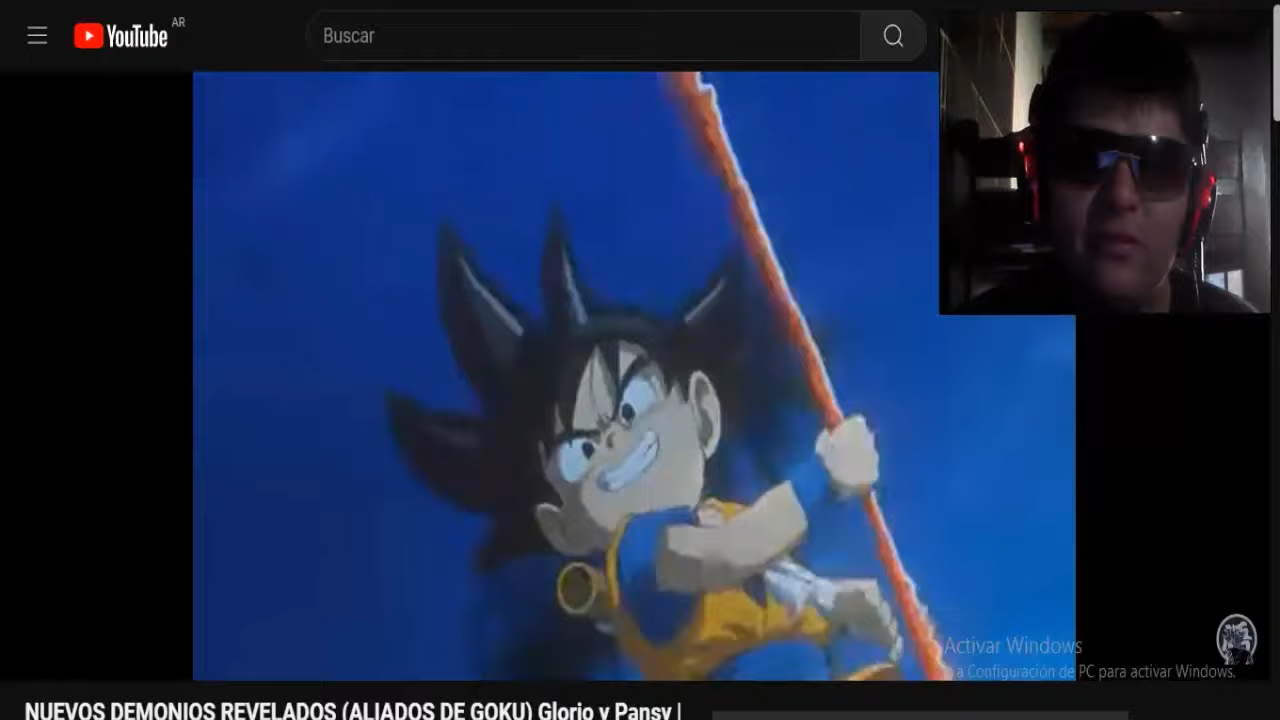 YouTube AR
Buscar
Activar Windows
a Configuración de PC para activar Windows.
NUEVOS DEMONIOS REVELADOS (ALIADOS DE GOKU) Glorio y Pansy |